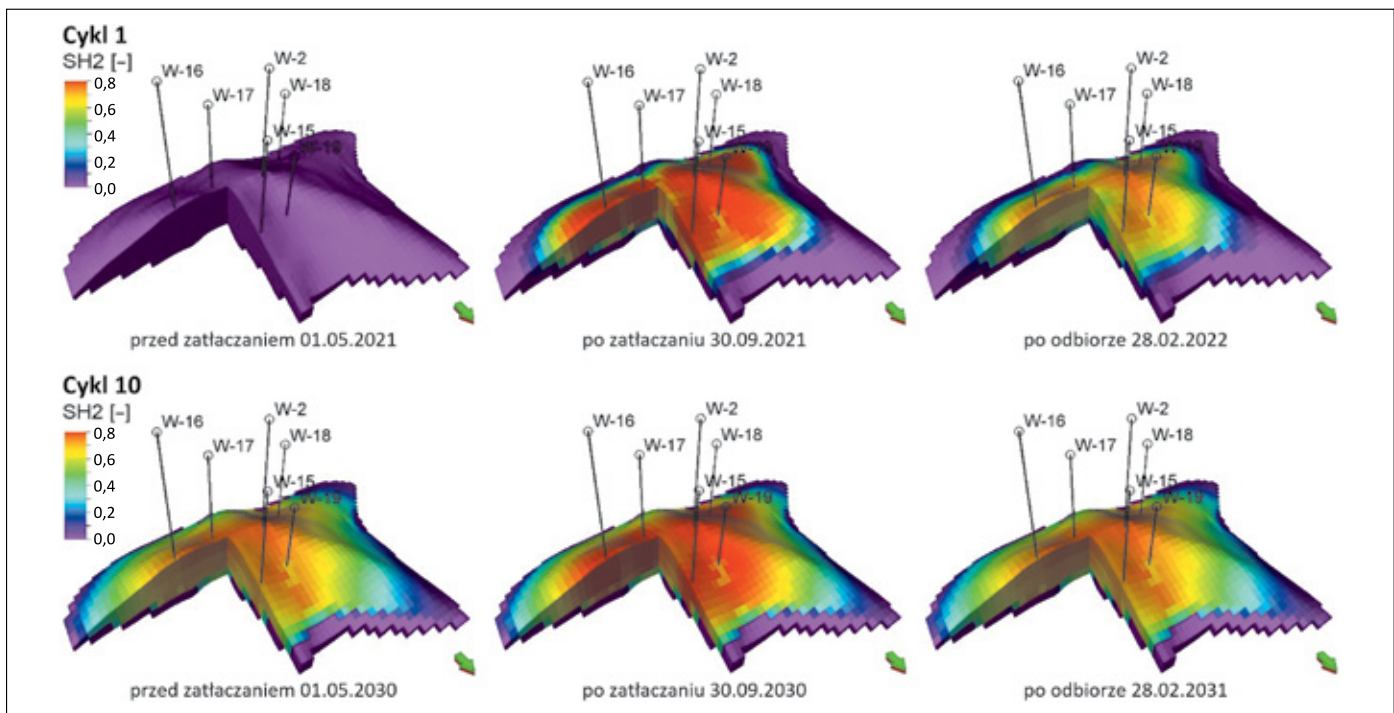 Cykl 1
SH2 [-]
0,8
0,6
0,4
0,2
0,0
W-16
W-17
W-2
W-18
W-15
W-16
W-17
W-2
W-18
W-15
W-16
W-17
W-2
W-18
W-15
przed zatłaczaniem 01.05.2021
po zatłaczaniu 30.09.2021
po odbiorze 28.02.2022
Cykl 10
SH2 [-]
0,8
0,6
0,4
0,2
0,0
W-16
W-17
W-2
W-18
W-15
W-19
W-16
W-17
W-2
W-18
W-15
W-19
W-16
W-17
W-2
W-18
W-15
W-19
przed zatłaczaniem 01.05.2030
po zatłaczaniu 30.09.2030
po odbiorze 28.02.2031